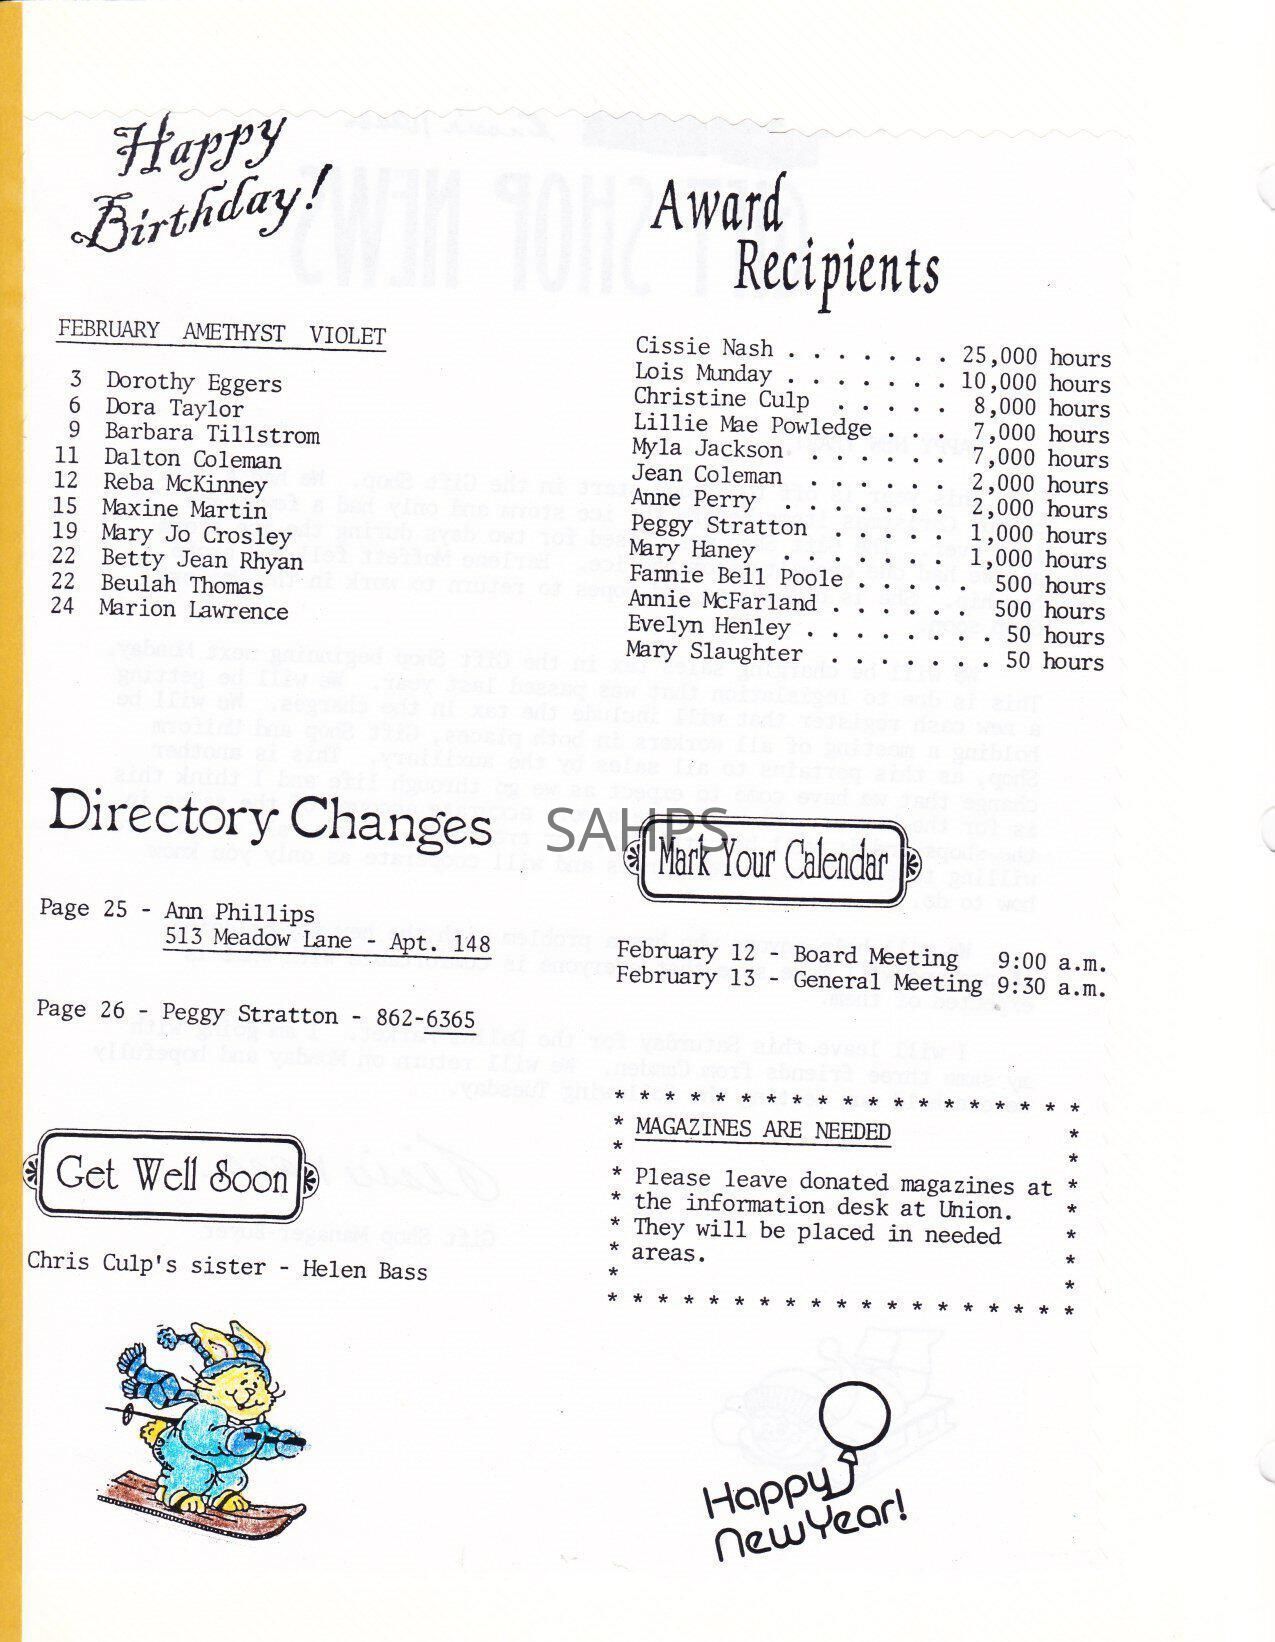 Happy
Birthday!
FEBRUARY AMETHYST VIOLET
3 Dorothy Eggers
6 Dora Taylor
9 Barbara Tillstrom
11 Dalton Coleman
12 Reba McKinney
15 Maxine Martin
19 Mary Jo Crosley
22 Betty Jean Rhyan
22 Beulah Thomas
24 Marion Lawrence
Award
Recipients
Cissie Nash . . . . . . . 25,000 hours
Lois Munday . . . . . . . 10,000 hours
Christine Culp . . . . . 8,000 hours
Lillie Mae Powledge . . . 7,000 hours
Myla Jackson . . . . . . 7,000 hours
Jean Coleman . . . . . . 2,000 hours
Anne Perry . . . . . . . 2,000 hours
Peggy Stratton . . . . . 1,000 hours
Mary Haney . . . . . . . 1,000 hours
Fannie Bell Poole . . . . . 500 hours
Annie McFarland . . . . . . 500 hours
Evelyn Henley . . . . . . . . 50 hours
Mary Slaughter . . . . . . . 50 hours
Directory Changes
Page 25 - Ann Phillips
513 Meadow Lane - Apt. 148
Page 26 - Peggy Stratton - 862-6365
SAHPS
Mark Your Calendar
February 12 - Board Meeting 9:00 a.m.
February 13 - General Meeting 9:30 a.m.
Get Well Soon
Chris Culp's sister - Helen Bass
* * * * * * * * * * * * * * * * * * *
* MAGAZINES ARE NEEDED *
* *
* Please leave donated magazines at *
* the information desk at Union. *
* They will be placed in needed *
* areas. *
* *
* * * * * * * * * * * * * * * * * * *
Happy
New Year!